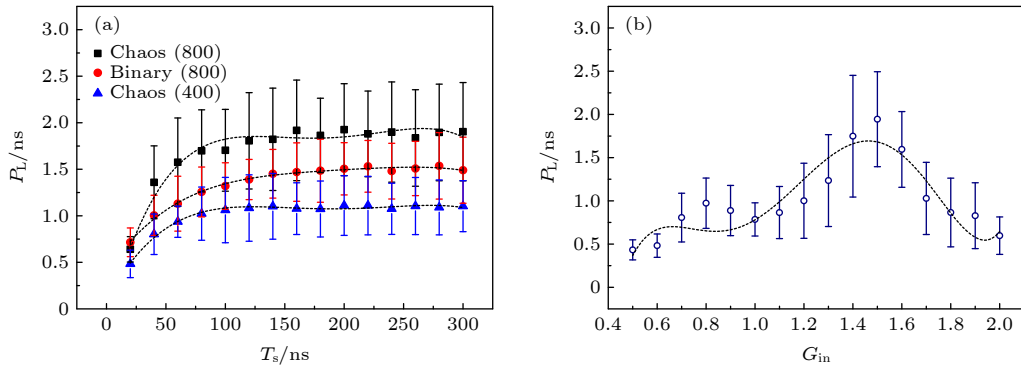 (a)
Chaos (800)
Binary (800)
Chaos (400)
P_L/ns
3.0
2.5
2.0
1.5
1.0
0.5
0
0 50 100 150 200 250 300
T_s/ns
(b)
P_L/ns
3.0
2.5
2.0
1.5
1.0
0.5
0
0.4 0.6 0.8 1.0 1.2 1.4 1.6 1.8 2.0
G_in